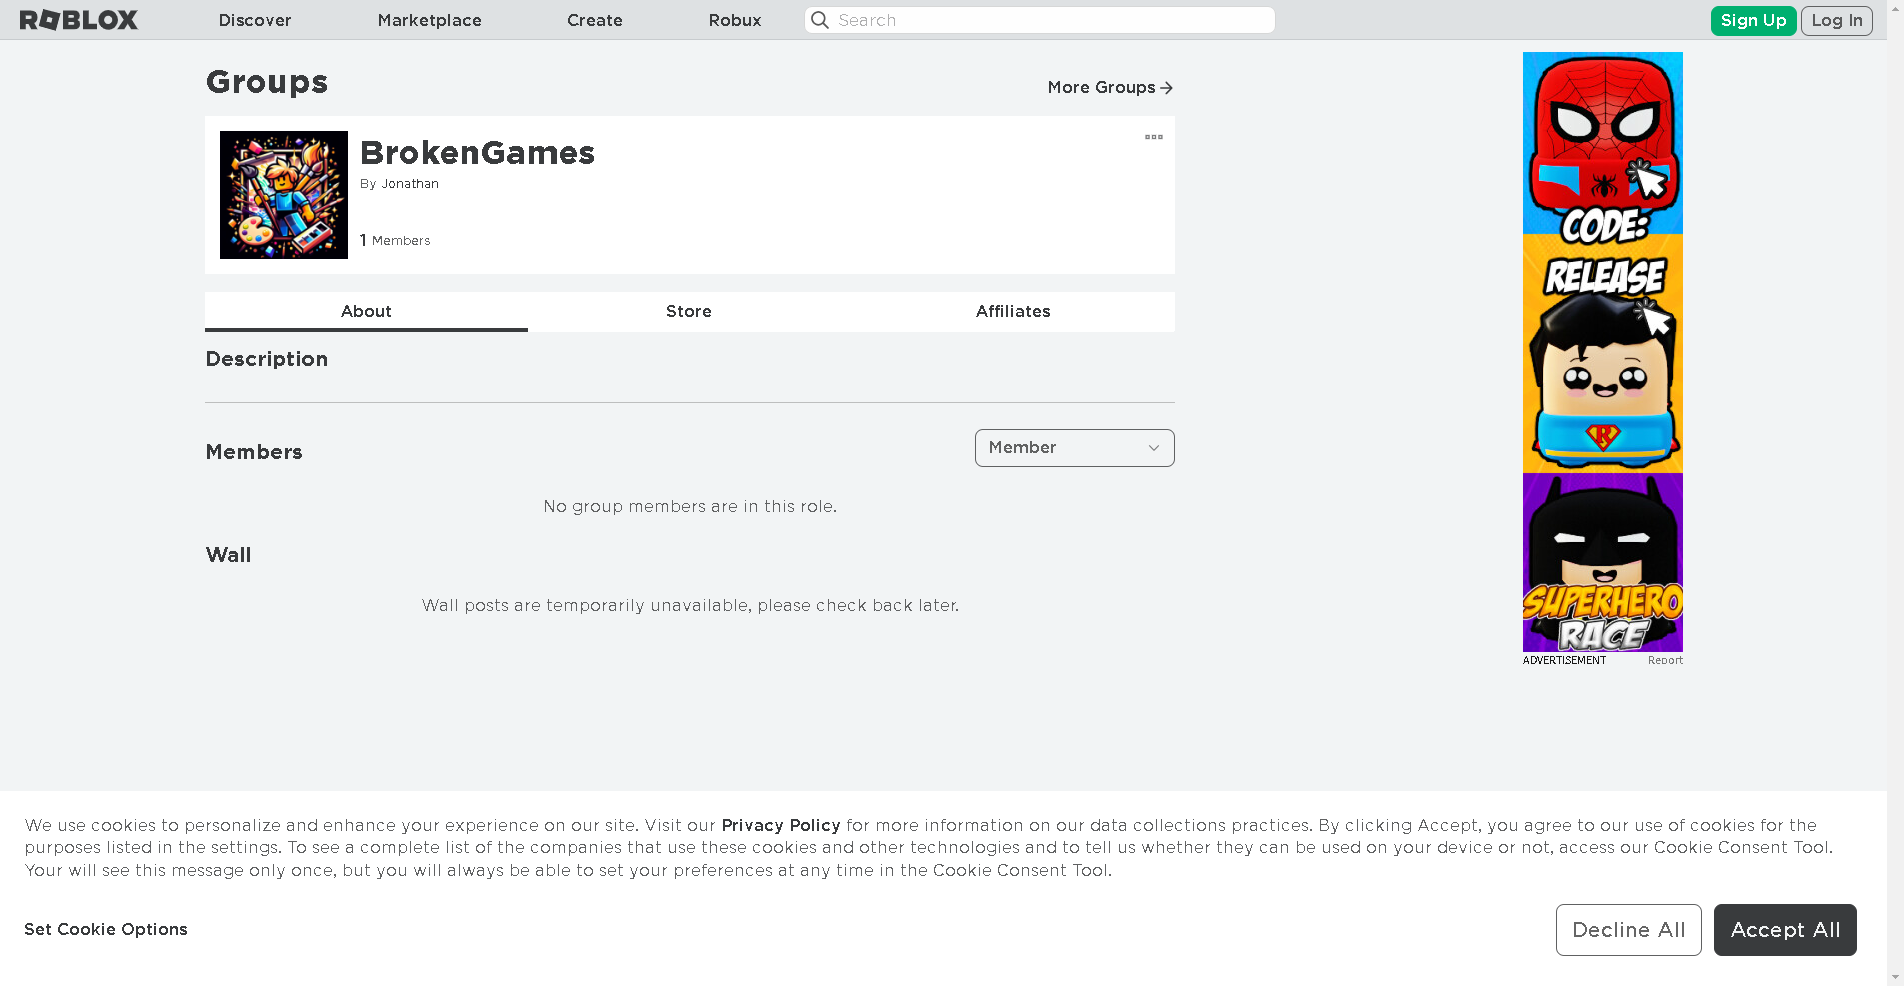 ROBLOX
Discover
Marketplace
Create
Robux
Search
Sign Up
Log In
Groups
More Groups
BrokenGames
By Jonathan
1 Members
About
Store
Affiliates
Description
Members
Member
No group members are in this role.
Wall
Wall posts are temporarily unavailable, please check back later.
CODE:
RELEASE
R
SUPERHERO
RACE
ADVERTISEMENT
Report
We use cookies to personalize and enhance your experience on our site. Visit our Privacy Policy for more information on our data collections practices. By clicking Accept, you agree to our use of cookies for the
purposes listed in the settings. To see a complete list of the companies that use these cookies and other technologies and to tell us whether they can be used on your device or not, access our Cookie Consent Tool.
Your will see this message only once, but you will always be able to set your preferences at any time in the Cookie Consent Tool.
Set Cookie Options
Decline All
Accept All